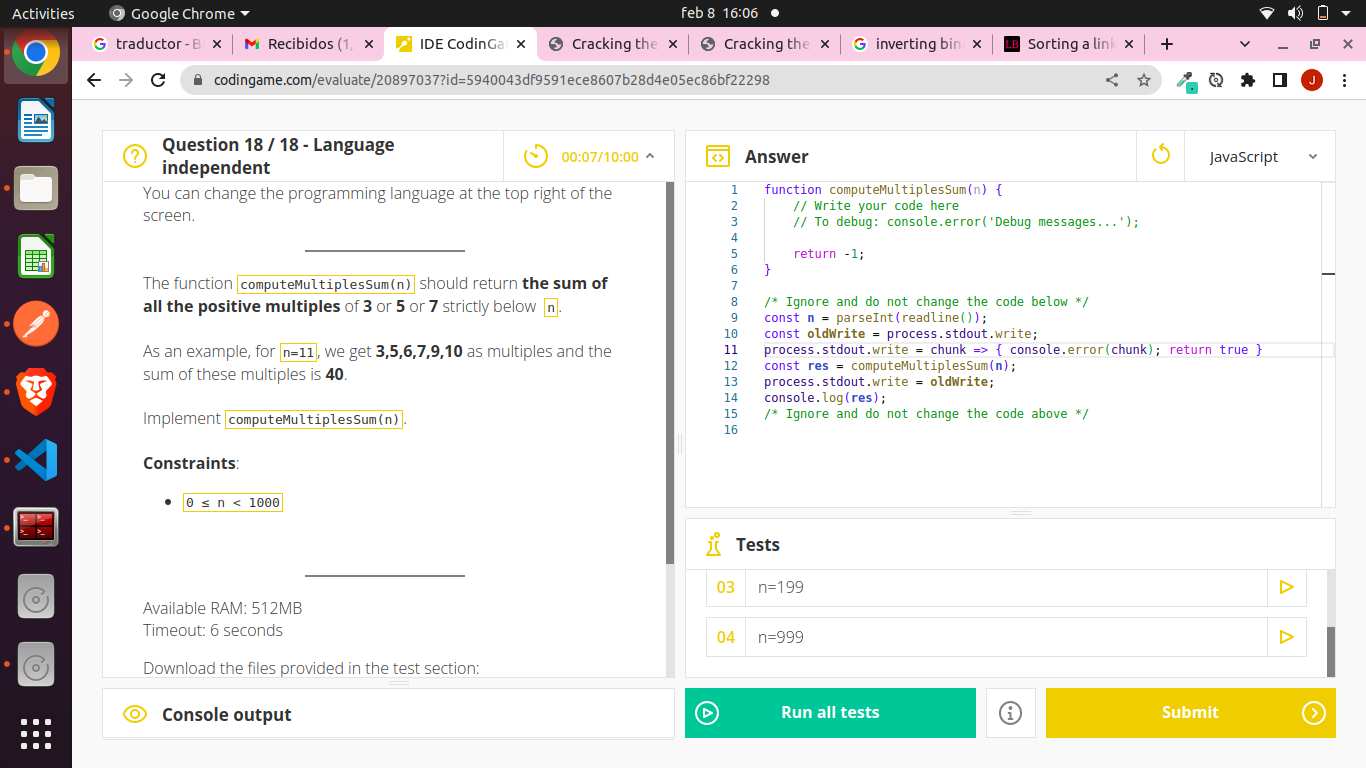 Activities
Google Chrome
feb 8 16:06
traductor - B
Recibidos (1,
IDE CodinGa
Cracking the
Cracking the
inverting bin
LB
Sorting a link
codingame.com/evaluate/20897037?id=5940043df9591ece8607b28d4e05ec86bf22298
J
Question 18 / 18 - Language
independent
00:07/10:00
You can change the programming language at the top right of the
screen.
The function computeMultiplesSum(n) should return the sum of
all the positive multiples of 3 or 5 or 7 strictly below n.
As an example, for n=11, we get 3,5,6,7,9,10 as multiples and the
sum of these multiples is 40.
Implement computeMultiplesSum(n).
Constraints:
0 ≤ n < 1000
Available RAM: 512MB
Timeout: 6 seconds
Download the files provided in the test section:
Console output
Answer
JavaScript
1 function computeMultiplesSum(n) {
2 // Write your code here
3 // To debug: console.error('Debug messages...');
4
5 return -1;
6 }
7
8 /* Ignore and do not change the code below */
9 const n = parseInt(readline());
10 const oldWrite = process.stdout.write;
11 process.stdout.write = chunk => { console.error(chunk); return true }
12 const res = computeMultiplesSum(n);
13 process.stdout.write = oldWrite;
14 console.log(res);
15 /* Ignore and do not change the code above */
16
Tests
03 n=199
04 n=999
Run all tests
Submit